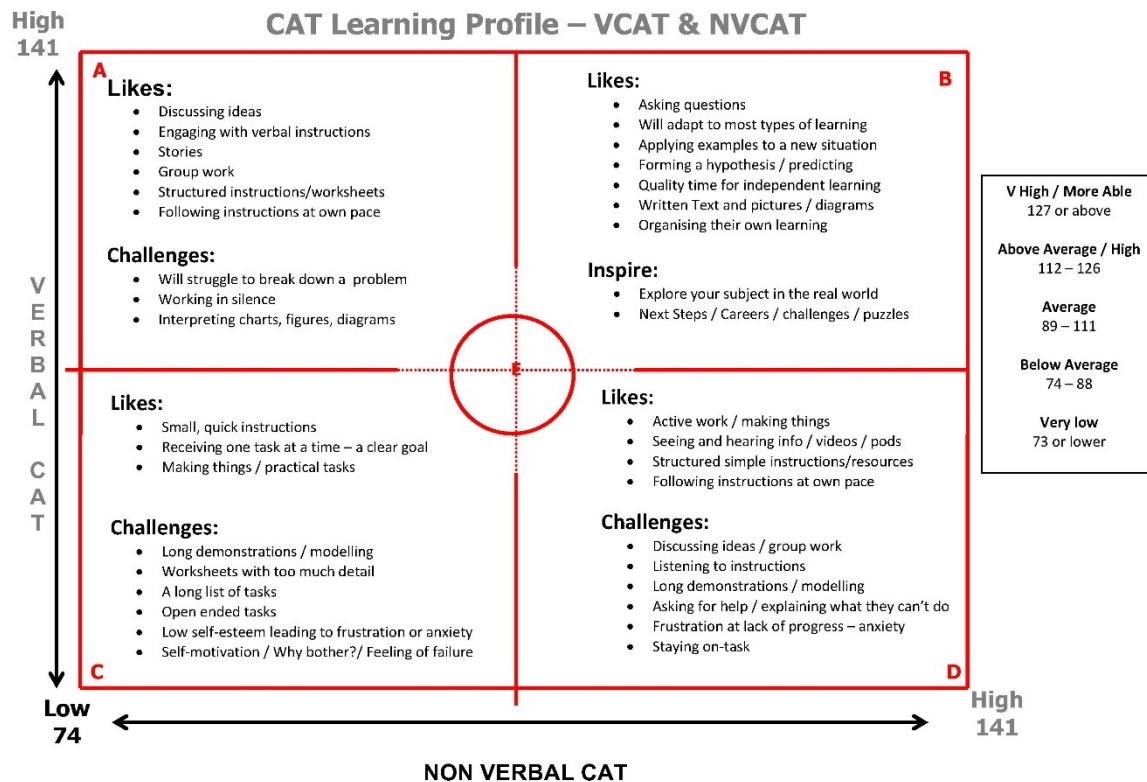 CAT Learning Profile – VCAT & NVCAT
High
141
A
Likes:
• Discussing ideas
• Engaging with verbal instructions
• Stories
• Group work
• Structured instructions/worksheets
• Following instructions at own pace
Challenges:
• Will struggle to break down a problem
• Working in silence
• Interpreting charts, figures, diagrams
B
Likes:
• Asking questions
• Will adapt to most types of learning
• Applying examples to a new situation
• Forming a hypothesis / predicting
• Quality time for independent learning
• Written Text and pictures / diagrams
• Organising their own learning
Inspire:
• Explore your subject in the real world
• Next Steps / Careers / challenges / puzzles
E
VERBAL CAT
Likes:
• Small, quick instructions
• Receiving one task at a time – a clear goal
• Making things / practical tasks
Challenges:
• Long demonstrations / modelling
• Worksheets with too much detail
• A long list of tasks
• Open ended tasks
• Low self-esteem leading to frustration or anxiety
• Self-motivation / Why bother?/ Feeling of failure
C
Likes:
• Active work / making things
• Seeing and hearing info / videos / pods
• Structured simple instructions/resources
• Following instructions at own pace
Challenges:
• Discussing ideas / group work
• Listening to instructions
• Long demonstrations / modelling
• Asking for help / explaining what they can't do
• Frustration at lack of progress – anxiety
• Staying on-task
D
V High / More Able
127 or above
Above Average / High
112 – 126
Average
89 – 111
Below Average
74 – 88
Very low
73 or lower
Low
74
High
141
NON VERBAL CAT